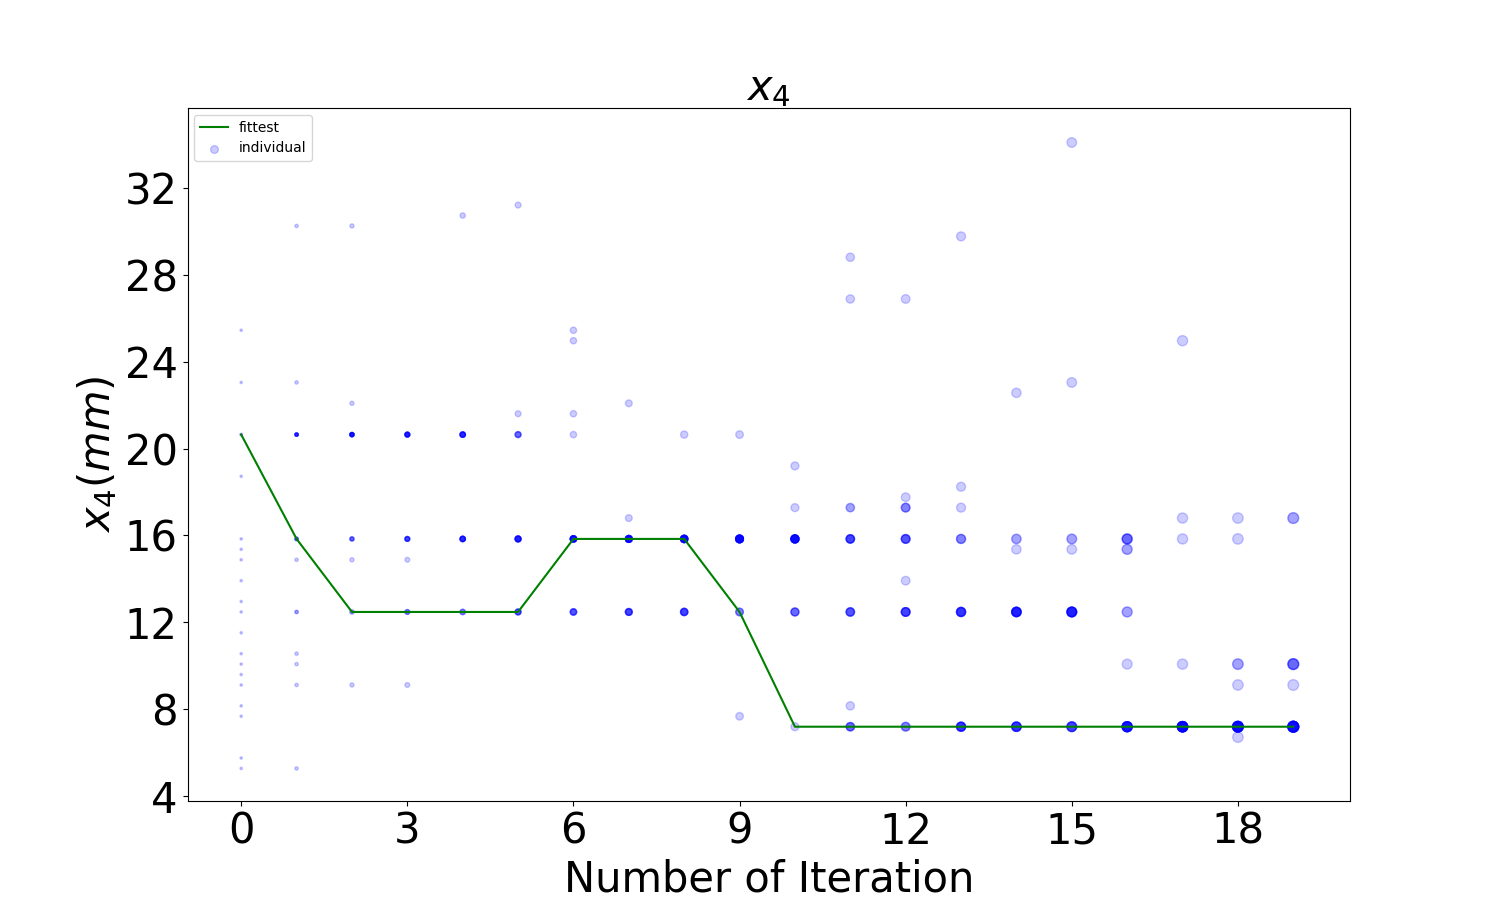 x4
fittest
individual
32
28
24
20
16
12
8
4
x4(mm)
0 3 6 9 12 15 18
Number of Iteration